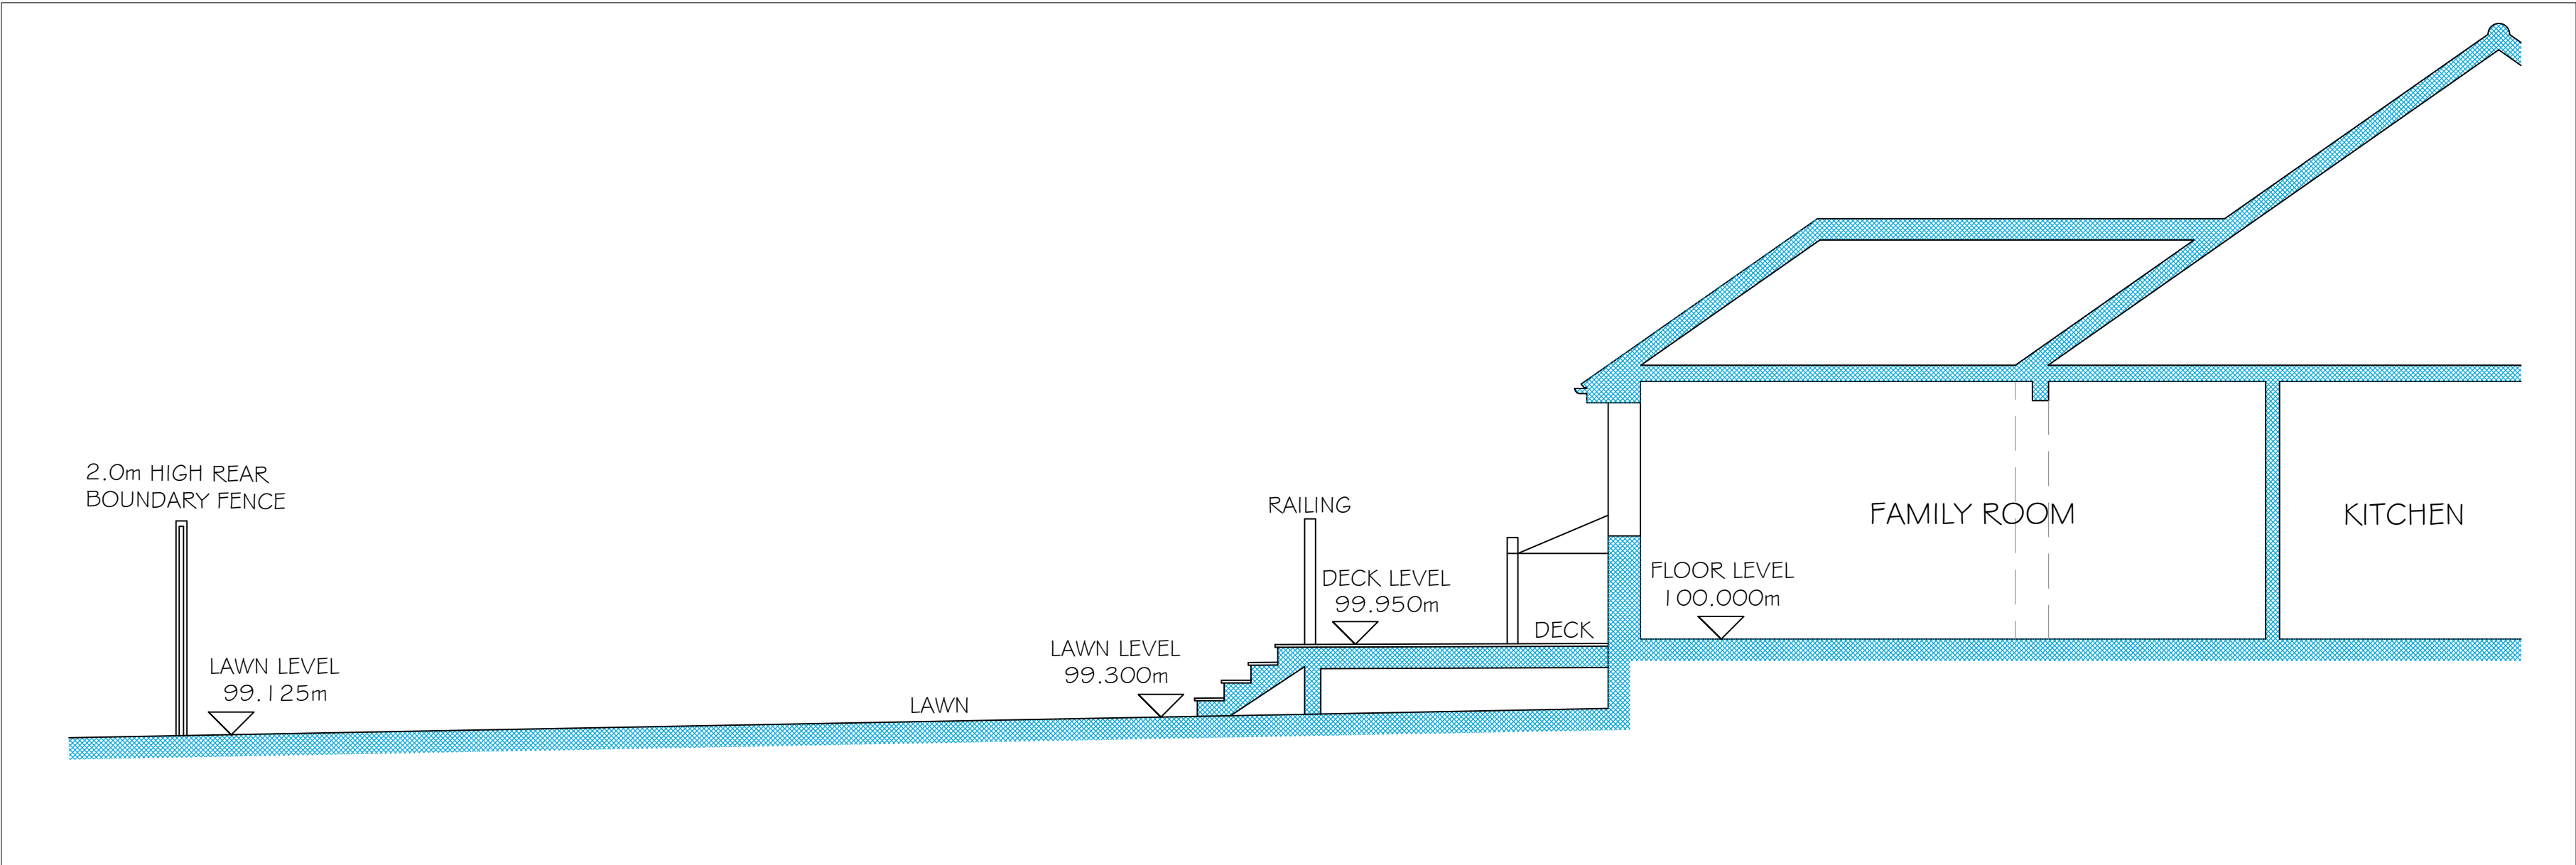 2.0m HIGH REAR
BOUNDARY FENCE
LAWN LEVEL
99.125m
LAWN
LAWN LEVEL
99.300m
RAILING
DECK LEVEL
99.950m
DECK
FLOOR LEVEL
100.000m
FAMILY ROOM
KITCHEN